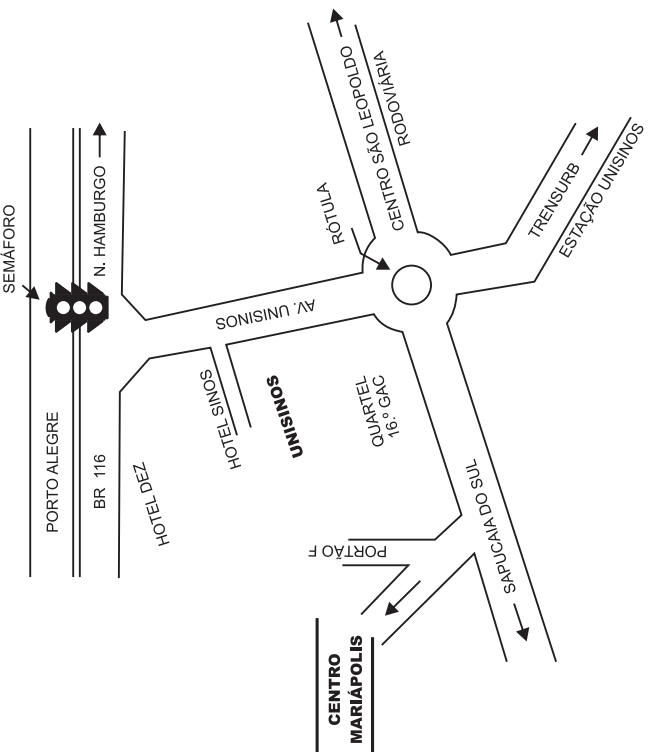 SEMÁFORO
PORTO ALEGRE
N. HAMBURGO
BR 116
HOTEL DEZ
HOTEL SINOS
UNISINOS
AV. UNISINOS
RÓTULA
CENTRO SÃO LEOPOLDO
RODOVIÁRIA
TRENSURB
ESTAÇÃO UNISINOS
QUARTEL
16.º GAC
PORTÃO F
SAPUCAIA DO SUL
CENTRO
MARIÁPOLIS